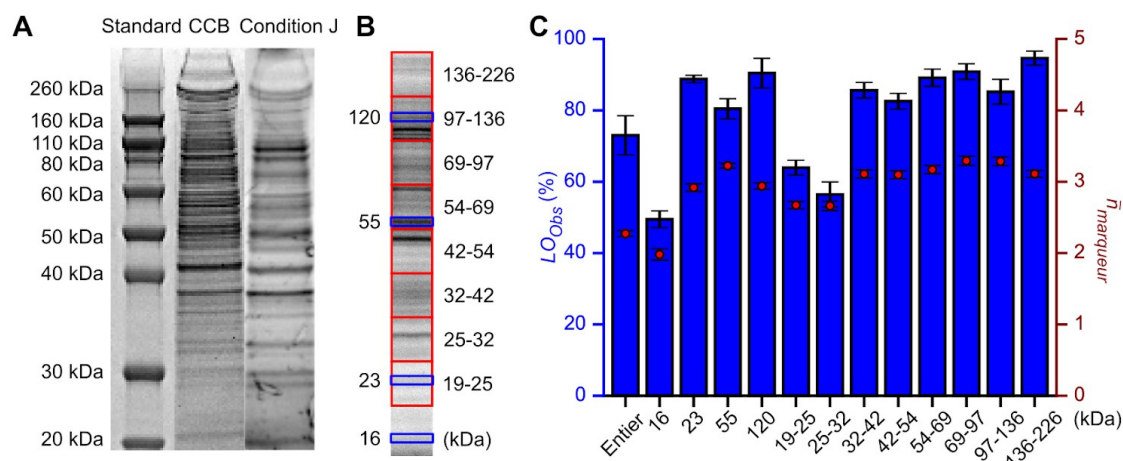 A
Standard CCB Condition J
260 kDa
160 kDa
110 kDa
80 kDa
60 kDa
50 kDa
40 kDa
30 kDa
20 kDa
B
136-226
120
97-136
69-97
54-69
55
42-54
32-42
25-32
23
19-25
16
(kDa)
C
100
80
60
40
20
0
LO_Obs (%)
5
4
3
2
1
0
n̄ marqueur
Entier
16
23
55
120
19-25
25-32
32-42
42-54
54-69
69-97
97-136
136-226
(kDa)